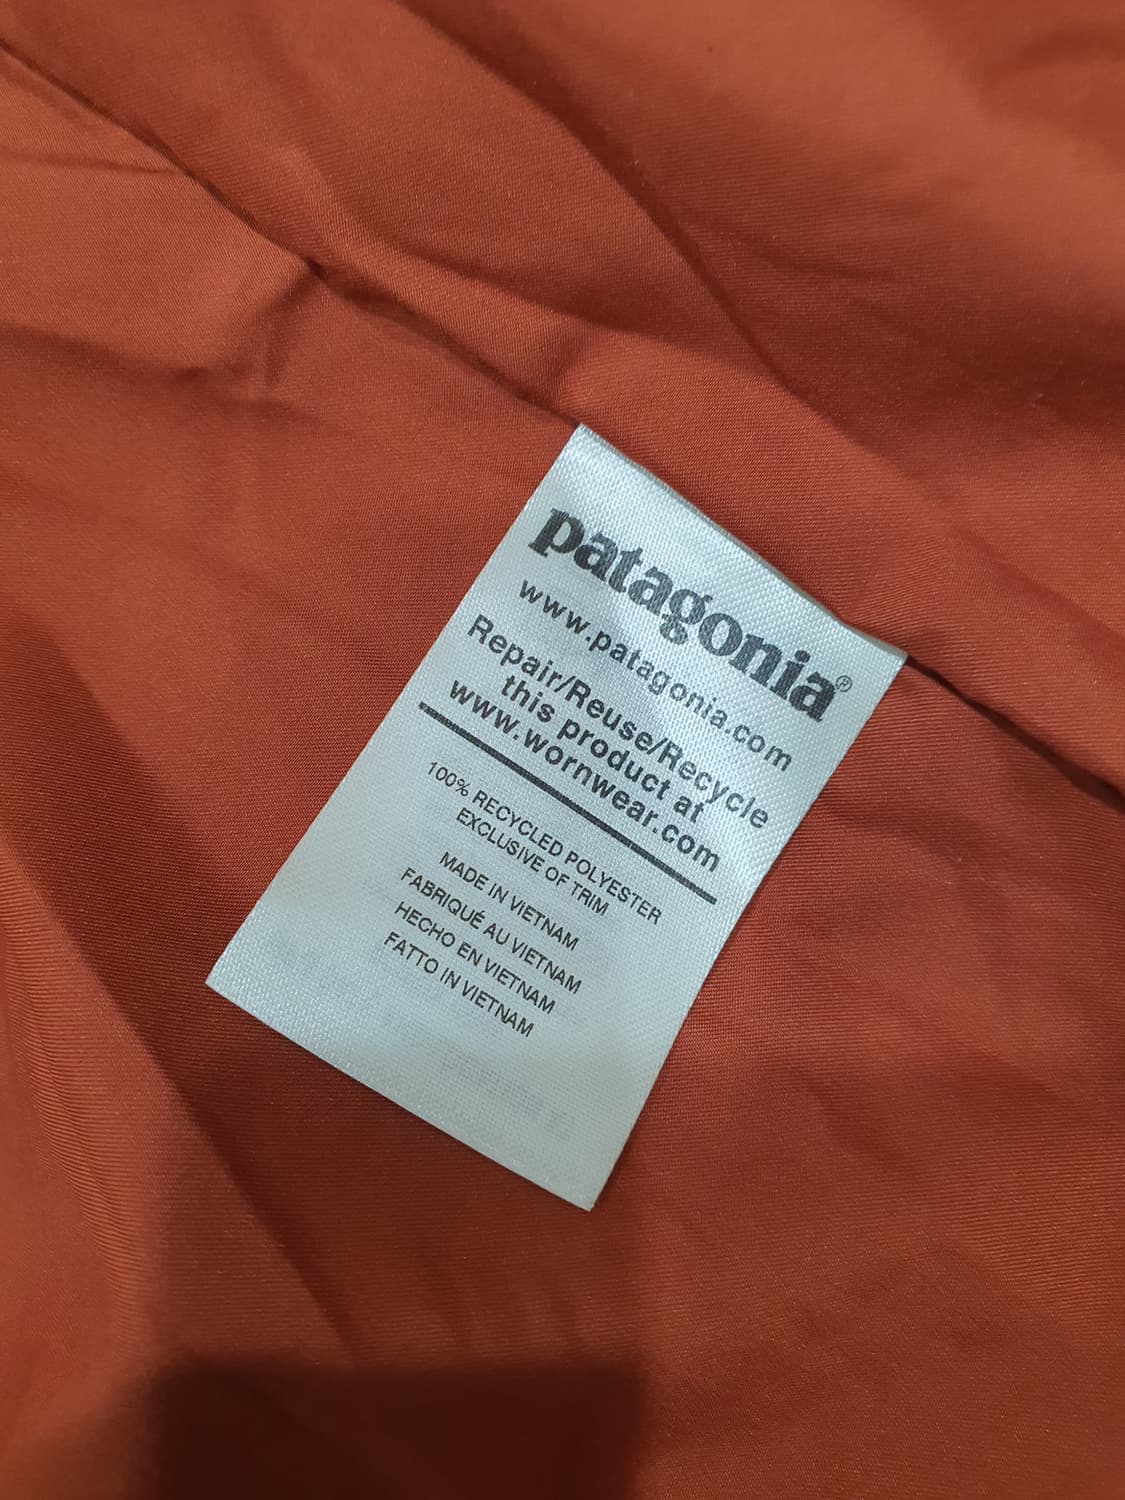 patagonia®
www.patagonia.com
Repair/Reuse/Recycle
this product at
www.wornwear.com
100% RECYCLED POLYESTER
EXCLUSIVE OF TRIM
MADE IN VIETNAM
FABRIQUÉ AU VIETNAM
HECHO EN VIETNAM
FATTO IN VIETNAM